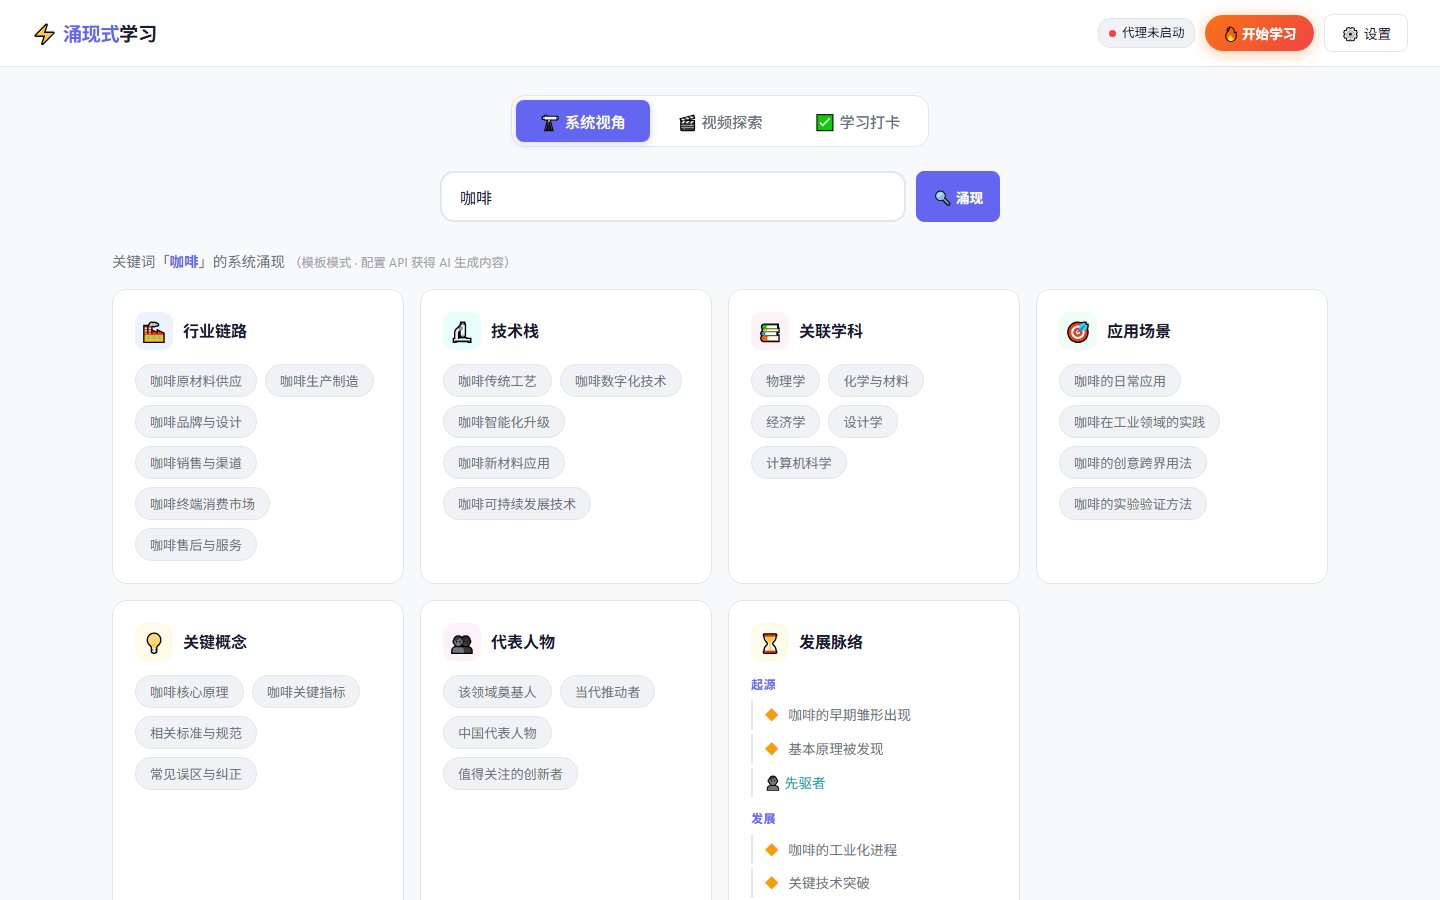 涌现式学习
代理未启动
开始学习
设置
系统视角
视频探索
学习打卡
咖啡
涌现
关键词「咖啡」的系统涌现 （模板模式 · 配置 API 获得 AI 生成内容）
行业链路
咖啡原材料供应 咖啡生产制造
咖啡品牌与设计
咖啡销售与渠道
咖啡终端消费市场
咖啡售后与服务
技术栈
咖啡传统工艺 咖啡数字化技术
咖啡智能化升级
咖啡新材料应用
咖啡可持续发展技术
关联学科
物理学 化学与材料
经济学 设计学
计算机科学
应用场景
咖啡的日常应用
咖啡在工业领域的实践
咖啡的创意跨界用法
咖啡的实验验证方法
关键概念
咖啡核心原理 咖啡关键指标
相关标准与规范
常见误区与纠正
代表人物
该领域奠基人 当代推动者
中国代表人物
值得关注的创新者
发展脉络
起源
咖啡的早期雏形出现
基本原理被发现
先驱者
发展
咖啡的工业化进程
关键技术突破